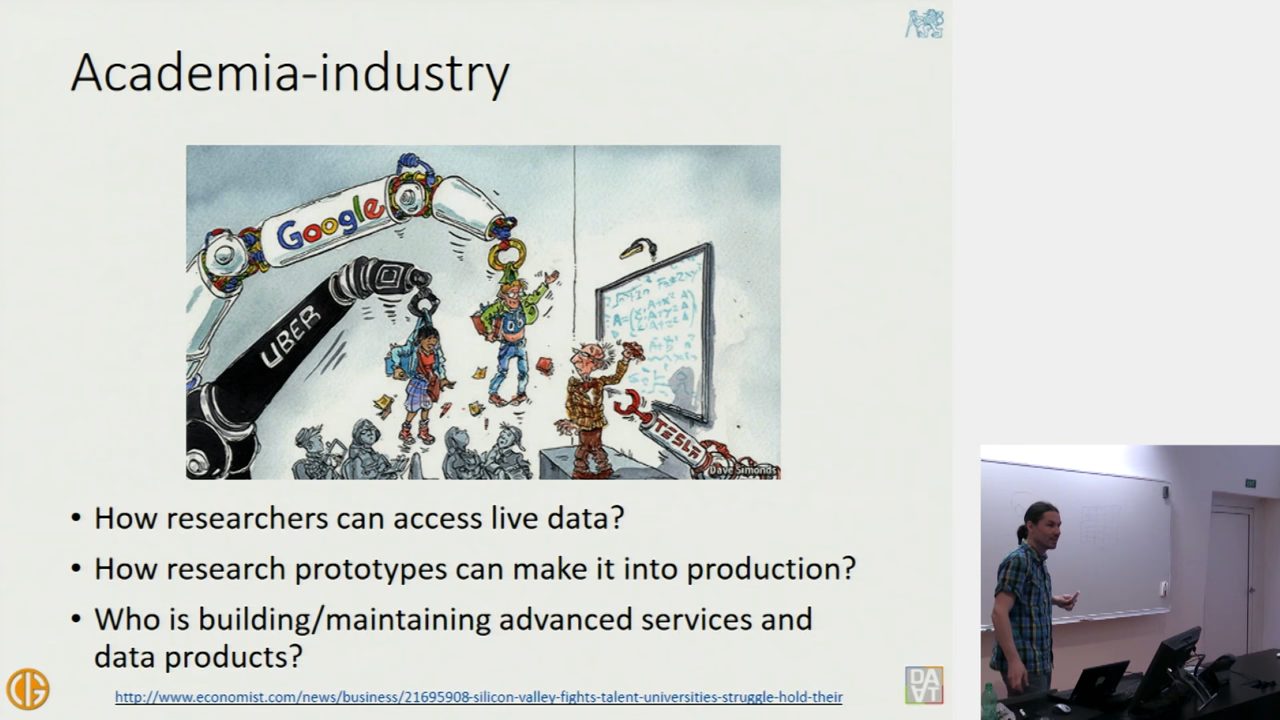 Academia-industry
Google
UBER
TESLA
Dave Simonds
• How researchers can access live data?
• How research prototypes can make it into production?
• Who is building/maintaining advanced services and
data products?
http://www.economist.com/news/business/21695908-silicon-valley-fights-talent-universities-struggle-hold-their